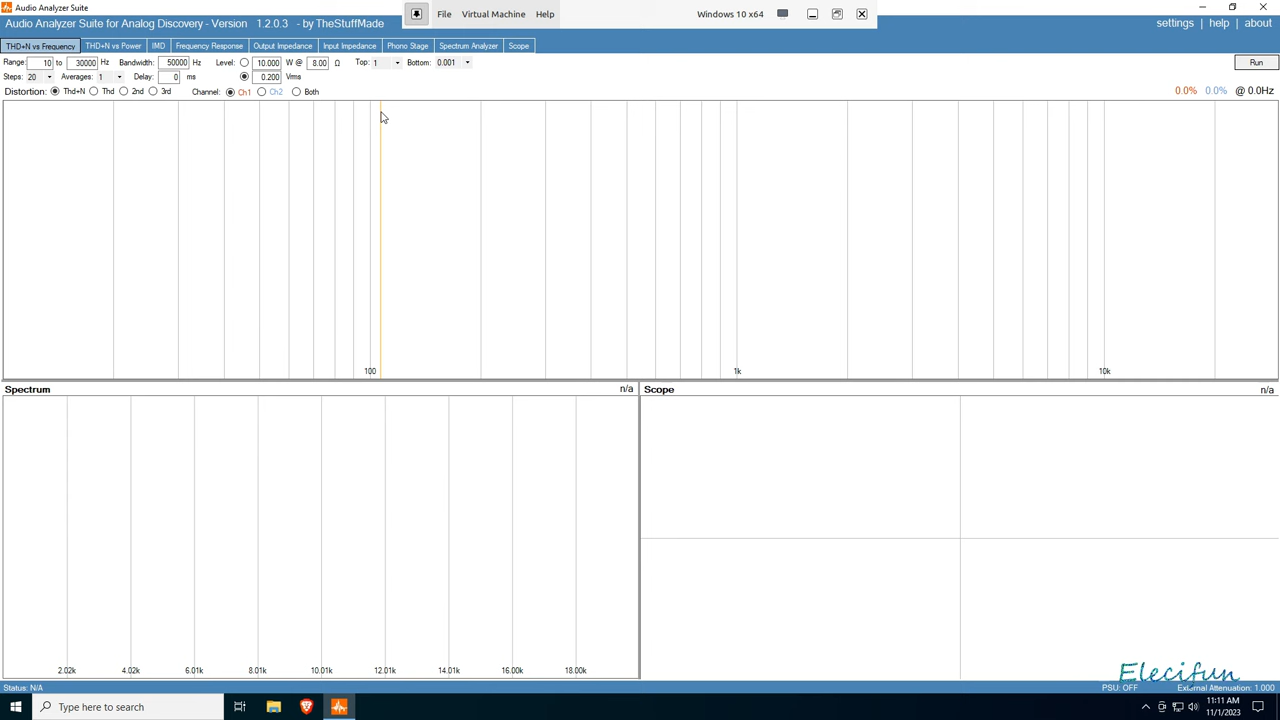 Audio Analyzer Suite
File Virtual Machine Help Windows 10 x64
Audio Analyzer Suite for Analog Discovery - Version 1.2.0.3 - by TheStuffMade settings help about
THD+N vs Frequency THD+N vs Power IMD Frequency Response Output Impedance Input Impedance Phono Stage Spectrum Analyzer Scope
Range: 10 to 30000 Hz Bandwidth: 50000 Hz Level: 10.000 W @ 8.00 Ω Top: 1 Bottom: 0.001 Run
Steps: 20 Averages: 1 Delay: 0 ms 0.200 Vrms
Distortion: Thd+N Thd 2nd 3rd Channel: Ch1 Ch2 Both 0.0% 0.0% @ 0.0Hz
100 1k 10k
Spectrum n/a Scope n/a
2.02k 4.02k 6.01k 8.01k 10.01k 12.01k 14.01k 16.00k 18.00k
Elecifun
Status: N/A PSU: OFF External Attenuation: 1.000
Type here to search 11:11 AM
11/1/2023